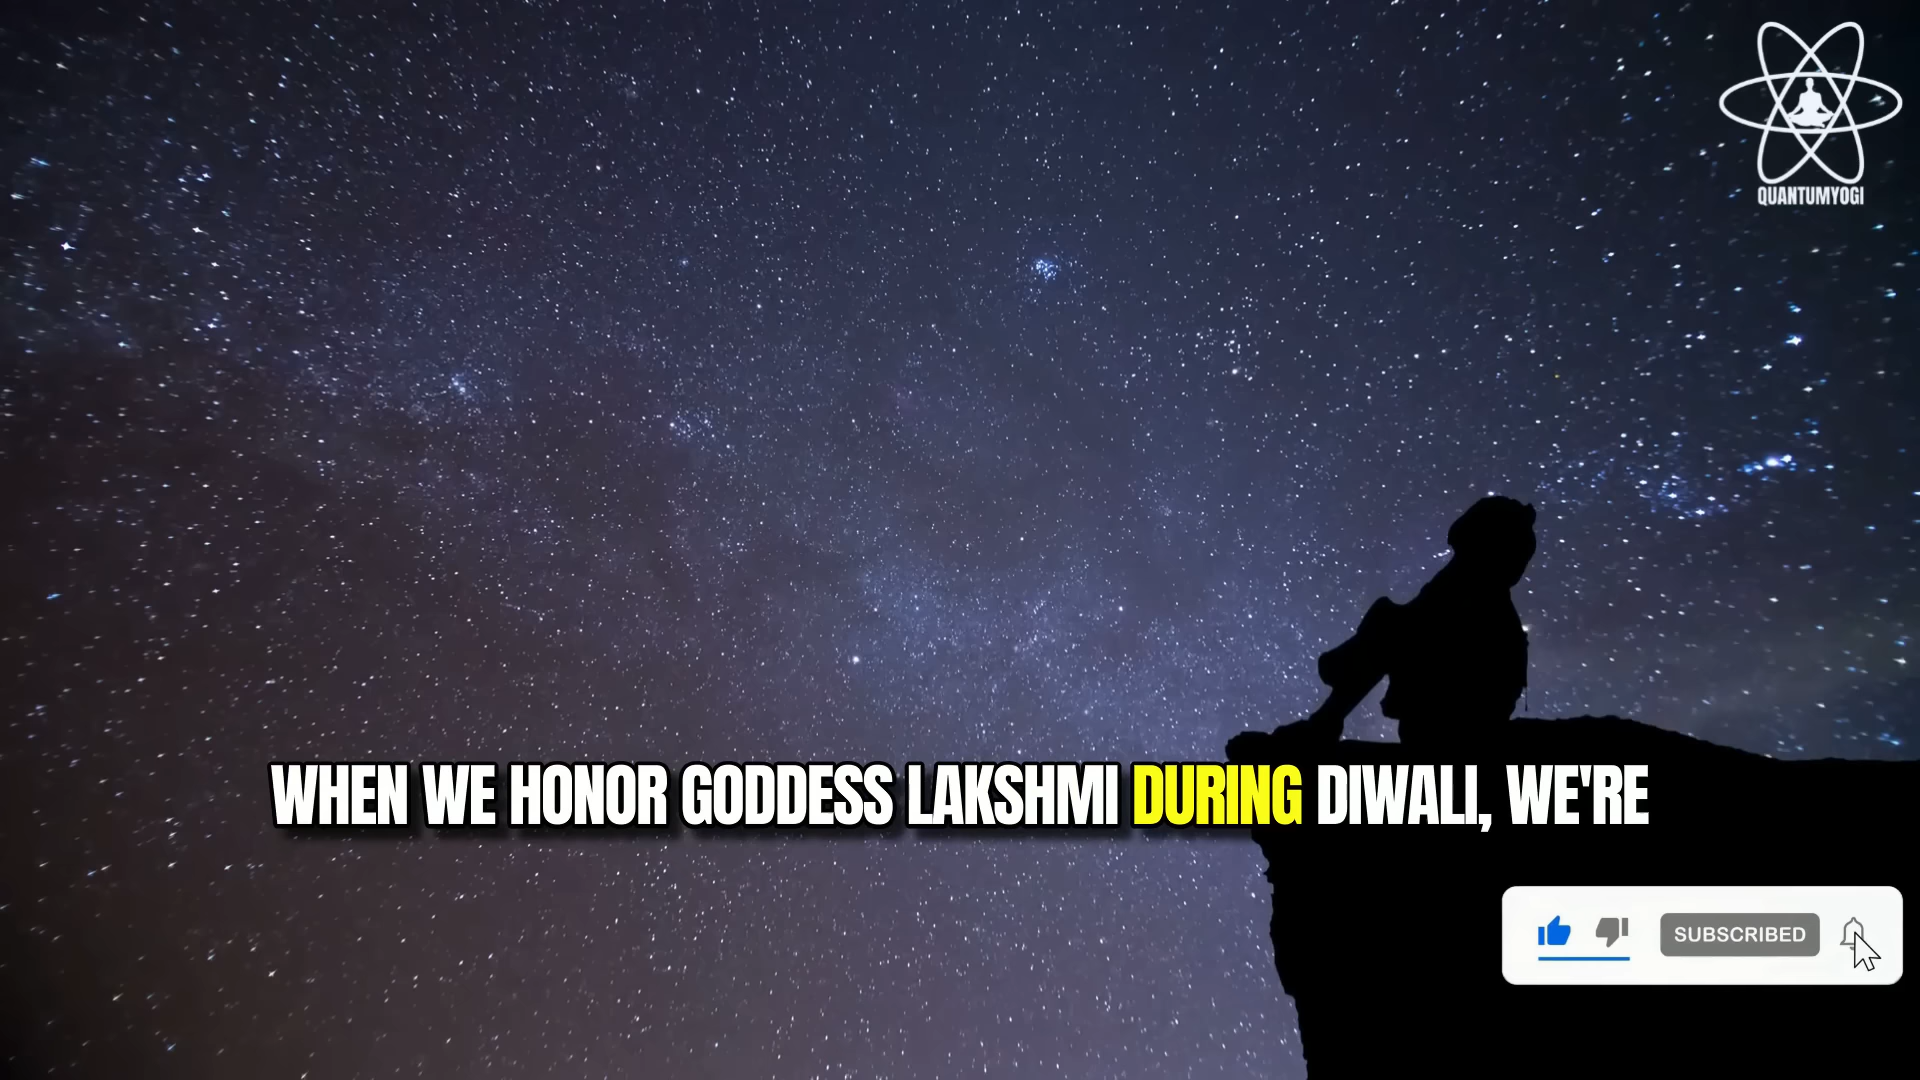 QUANTUMYOGI
WHEN WE HONOR GODDESS LAKSHMI DURING DIWALI, WE'RE
SUBSCRIBED